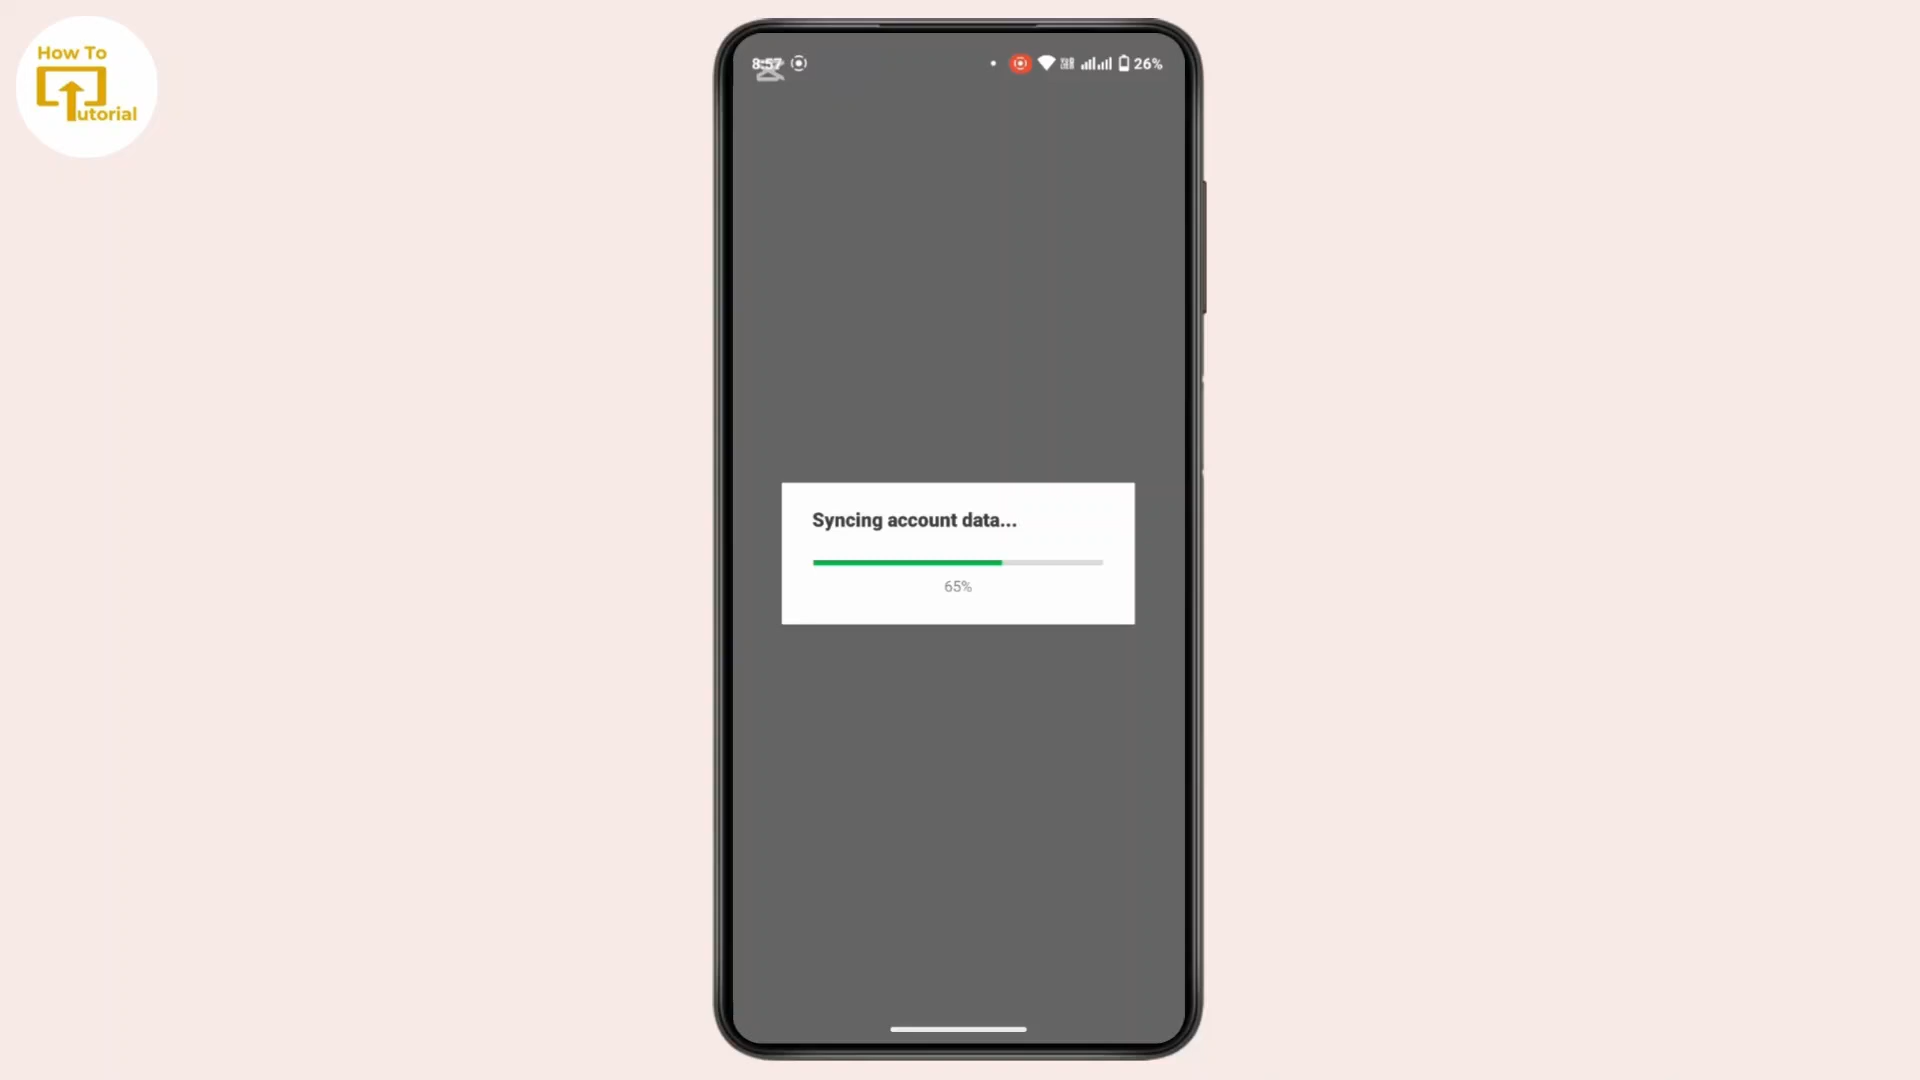 How To
Tutorial
8:57
26%
Syncing account data...
65%